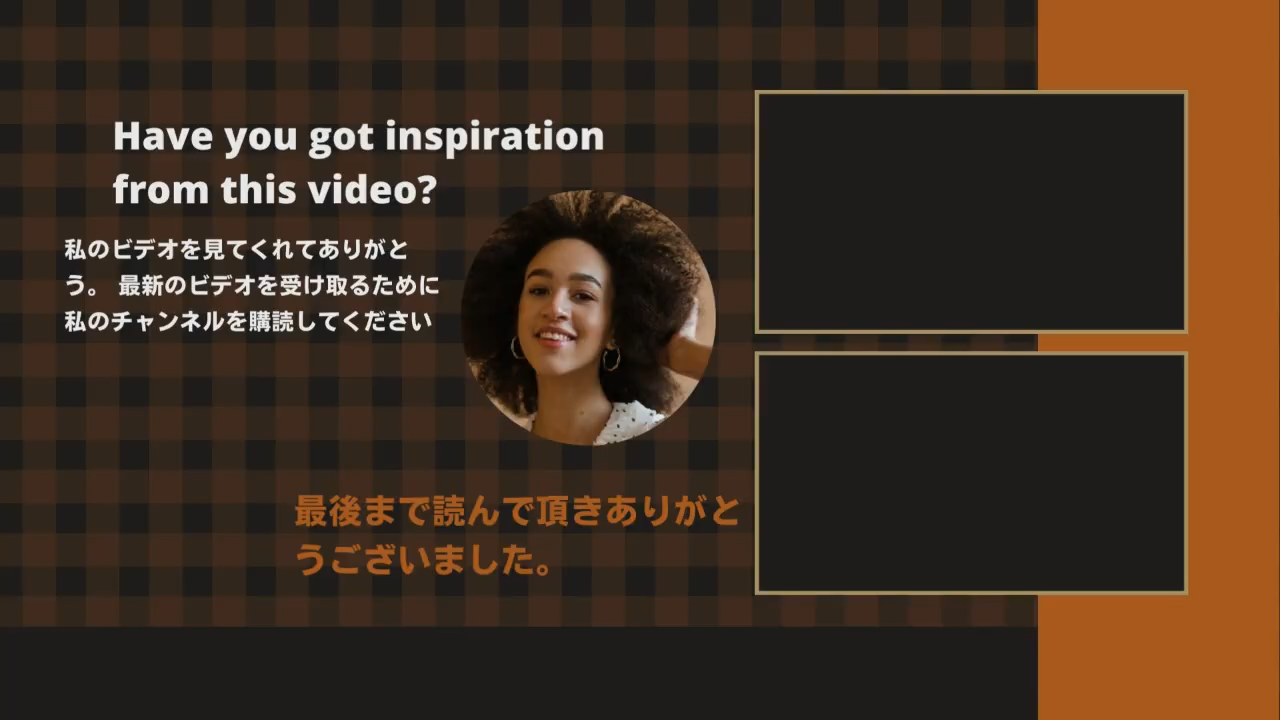 Have you got inspiration
from this video?
私のビデオを見てくれてありがと
う。 最新のビデオを受け取るために
私のチャンネルを購読してください
最後まで読んで頂きありがと
うございました。